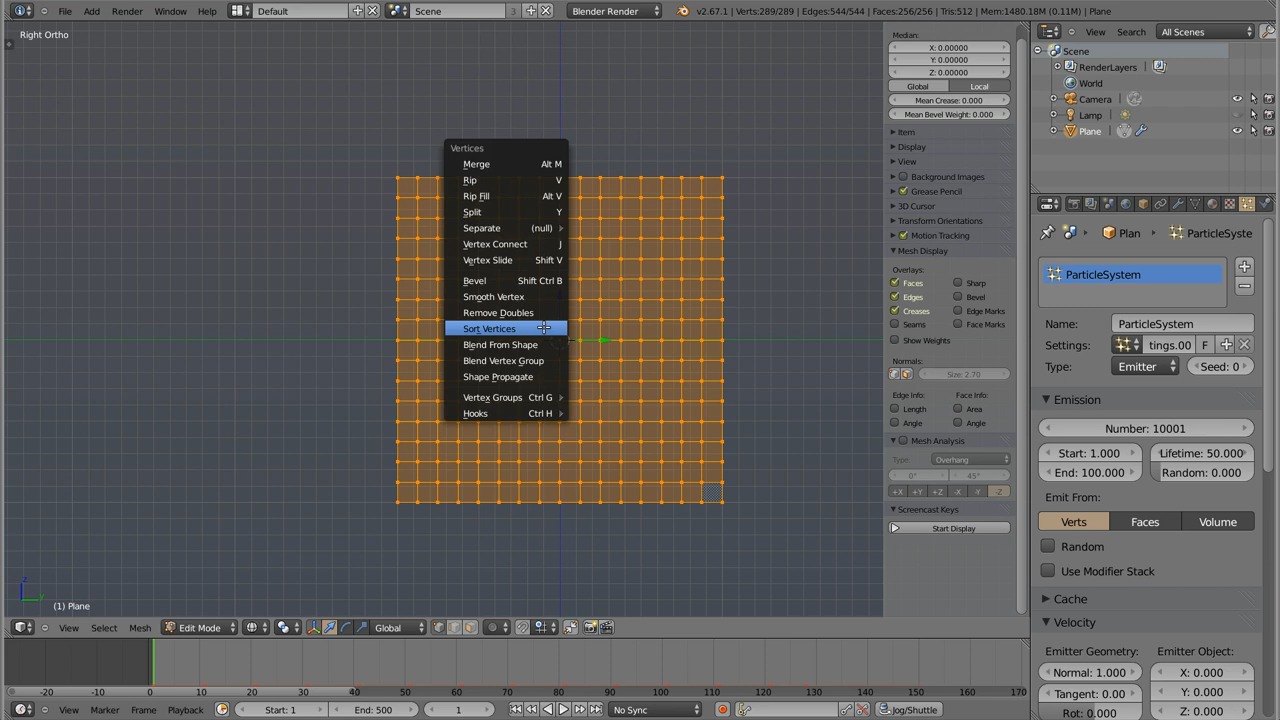 File Add Render Window Help Default Scene 3 Blender Render v2.67.1 | Verts:289/289 | Edges:544/544 | Faces:256/256 | Tris:512 | Mem:1480.18M (0.11M) | Plane
Right Ortho
Vertices
Merge Alt M
Rip V
Rip Fill Alt V
Split Y
Separate (null)
Vertex Connect J
Vertex Slide Shift V
Bevel Shift Ctrl B
Smooth Vertex
Remove Doubles
Sort Vertices
Blend From Shape
Blend Vertex Group
Shape Propagate
Vertex Groups Ctrl G
Hooks Ctrl H
z
y
(1) Plane
Median:
X: 0.00000
Y: 0.00000
Z: 0.00000
Global Local
Mean Crease: 0.000
Mean Bevel Weight: 0.000
Item
Display
View
Background Images
Grease Pencil
3D Cursor
Transform Orientations
Motion Tracking
Mesh Display
Overlays:
Faces Sharp
Edges Bevel
Creases Edge Marks
Seams Face Marks
Show Weights
Normals:
Size: 2.70
Edge Info: Face Info:
Length Area
Angle Angle
Mesh Analysis
Type: Overhang
0° 45°
+X +Y +Z -X -Y -Z
Screencast Keys
Start Display
View Search All Scenes
Scene
RenderLayers
World
Camera
Lamp
Plane
Plan ParticleSyste
ParticleSystem
Name: ParticleSystem
Settings: tings.00 F
Type: Emitter Seed: 0
Emission
Number: 10001
Start: 1.000 Lifetime: 50.000
End: 100.000 Random: 0.000
Emit From:
Verts Faces Volume
Random
Use Modifier Stack
Cache
Velocity
Emitter Geometry: Emitter Object:
Normal: 1.000 X: 0.000
Tangent: 0.00 Y: 0.000
Rot: 0.000 Z: 0.000
View Select Mesh Edit Mode Global
-20 -10 0 10 20 30 40 50 60 70 80 90 100 110 120 130 140 150 160 170
View Marker Frame Playback Start: 1 End: 500 1 No Sync Jog/Shuttle